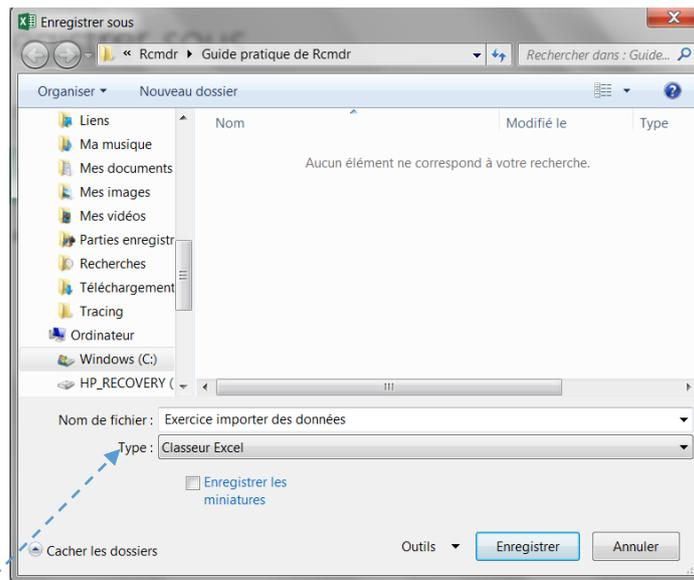 Enregistrer sous
« Rcmdr ▸ Guide pratique de Rcmdr
Rechercher dans : Guide...
Organiser ▾ Nouveau dossier
Nom Modifié le Type
Aucun élément ne correspond à votre recherche.
Liens
Ma musique
Mes documents
Mes images
Mes vidéos
Parties enregistr
Recherches
Téléchargement
Tracing
Ordinateur
Windows (C:)
HP_RECOVERY (
Nom de fichier : Exercice importer des données
Type : Classeur Excel
Enregistrer les
miniatures
Cacher les dossiers
Outils ▾ Enregistrer Annuler